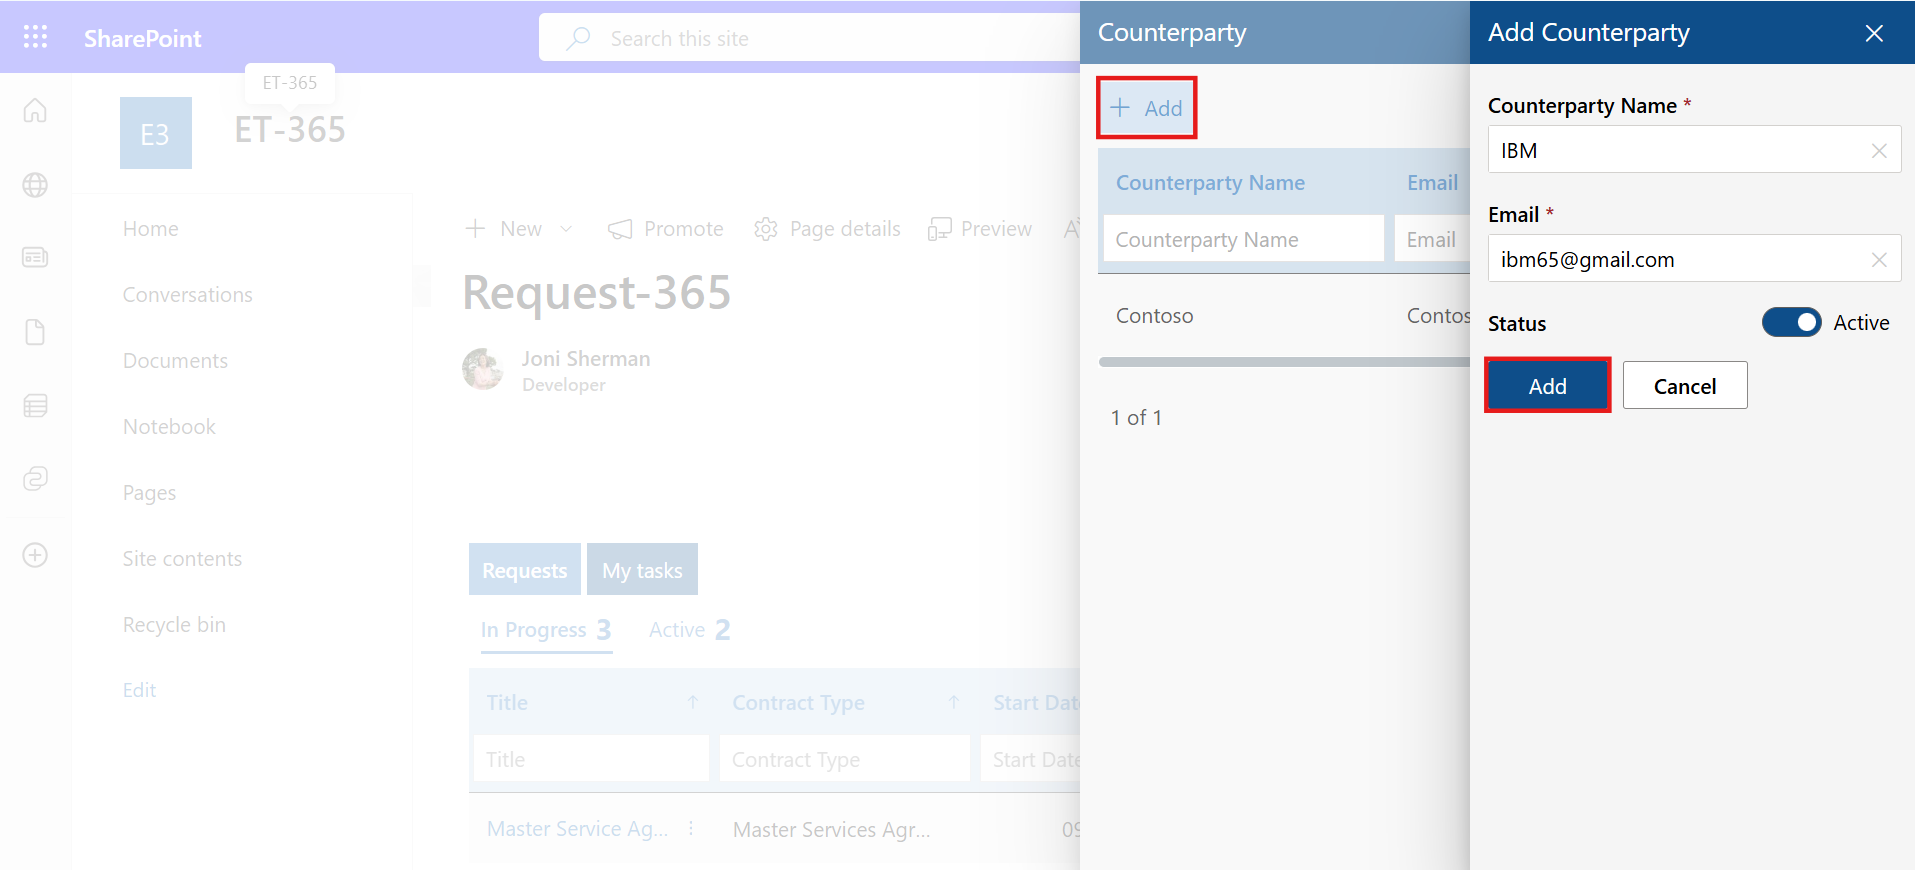 SharePoint
Search this site
ET-365
E3
ET-365
Home
Conversations
Documents
Notebook
Pages
Site contents
Recycle bin
Edit
New
Promote
Page details
Preview
Request-365
Joni Sherman
Developer
Requests
My tasks
In Progress 3
Active 2
Title
Contract Type
Start Date
Title
Contract Type
Start Date
Master Service Ag...
Master Services Agr...
09
Counterparty
Add
Counterparty Name
Email
Counterparty Name
Email
Contoso
Contos
1 of 1
Add Counterparty
Counterparty Name *
IBM
Email *
ibm65@gmail.com
Status
Active
Add
Cancel